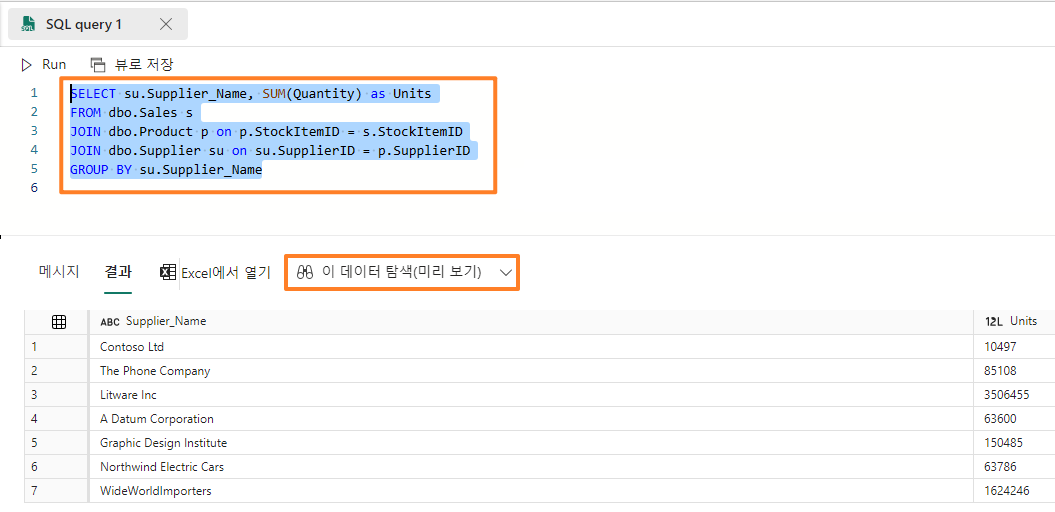 SQL query 1
Run 뷰로 저장
1 SELECT su.Supplier_Name, SUM(Quantity) as Units
2 FROM dbo.Sales s
3 JOIN dbo.Product p on p.StockItemID = s.StockItemID
4 JOIN dbo.Supplier su on su.SupplierID = p.SupplierID
5 GROUP BY su.Supplier_Name
6
메시지 결과 Excel에서 열기 이 데이터 탐색(미리 보기)
ABC Supplier_Name 12L Units
1 Contoso Ltd 10497
2 The Phone Company 85108
3 Litware Inc 3506455
4 A Datum Corporation 63600
5 Graphic Design Institute 150485
6 Northwind Electric Cars 63786
7 WideWorldImporters 1624246